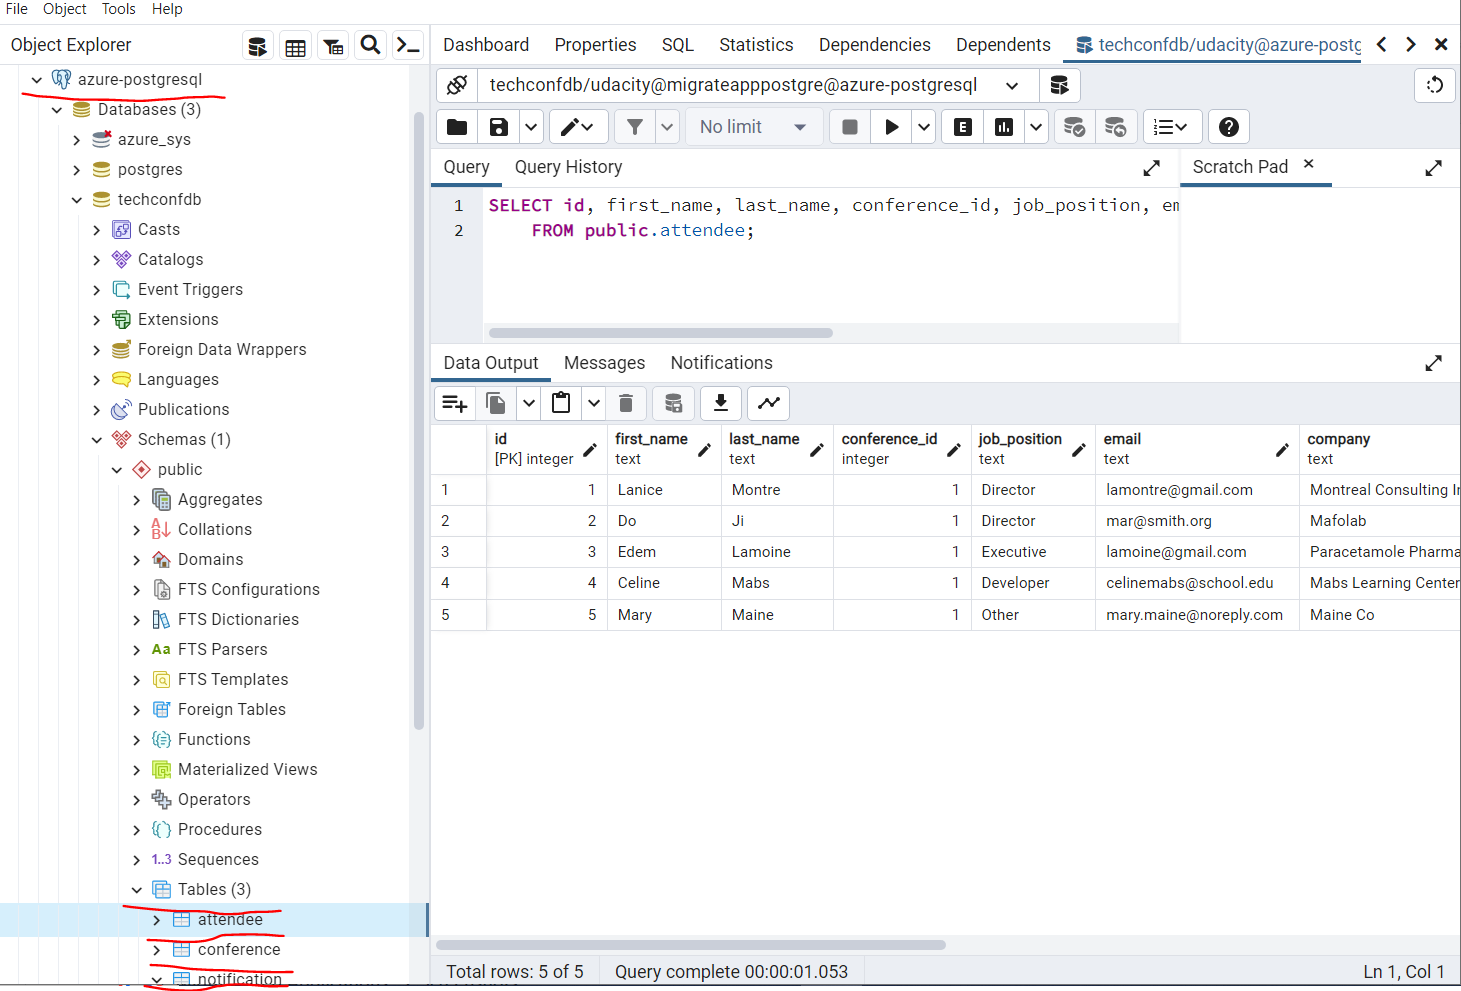 File Object Tools Help
Object Explorer
Dashboard Properties SQL Statistics Dependencies Dependents techconfdb/udacity@azure-postg
azure-postgresql
Databases (3)
azure_sys
postgres
techconfdb
Casts
Catalogs
Event Triggers
Extensions
Foreign Data Wrappers
Languages
Publications
Schemas (1)
public
Aggregates
Collations
Domains
FTS Configurations
FTS Dictionaries
Aa FTS Parsers
FTS Templates
Foreign Tables
Functions
Materialized Views
Operators
Procedures
1..3 Sequences
Tables (3)
attendee
conference
notification
techconfdb/udacity@migrateapppostgre@azure-postgresql
No limit E
Query Query History
Scratch Pad
1 SELECT id, first_name, last_name, conference_id, job_position, em
2 FROM public.attendee;
Data Output Messages Notifications
id first_name last_name conference_id job_position email company
[PK] integer text text integer text text text
1 1 Lanice Montre 1 Director lamontre@gmail.com Montreal Consulting In
2 2 Do Ji 1 Director mar@smith.org Mafolab
3 3 Edem Lamoine 1 Executive lamoine@gmail.com Paracetamole Pharma
4 4 Celine Mabs 1 Developer celinemabs@school.edu Mabs Learning Center
5 5 Mary Maine 1 Other mary.maine@noreply.com Maine Co
Total rows: 5 of 5 Query complete 00:00:01.053 Ln 1, Col 1